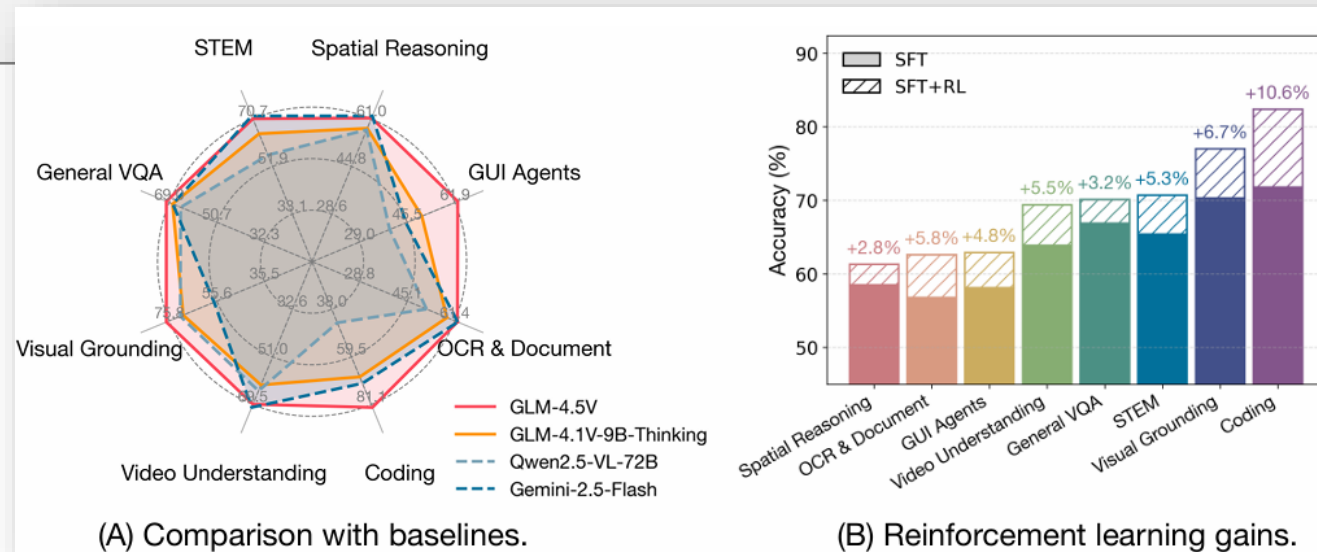 STEM
Spatial Reasoning
70.7
61.0
51.9
44.8
General VQA
GUI Agents
50.7
33.1
28.6
45.5
32.3
29.0
35.5
28.8
55.6
32.6
38.0
45.1
Visual Grounding
OCR & Document
51.0
59.5
81.1
Video Understanding
Coding
GLM-4.5V
GLM-4.1V-9B-Thinking
Qwen2.5-VL-72B
Gemini-2.5-Flash
(A) Comparison with baselines.
SFT
SFT+RL
Accuracy (%)
90
80
70
60
50
+2.8%
+5.8%
+4.8%
+5.5%
+3.2%
+5.3%
+6.7%
+10.6%
Spatial Reasoning
OCR & Document
GUI Agents
Video Understanding
General VQA
STEM
Visual Grounding
Coding
(B) Reinforcement learning gains.